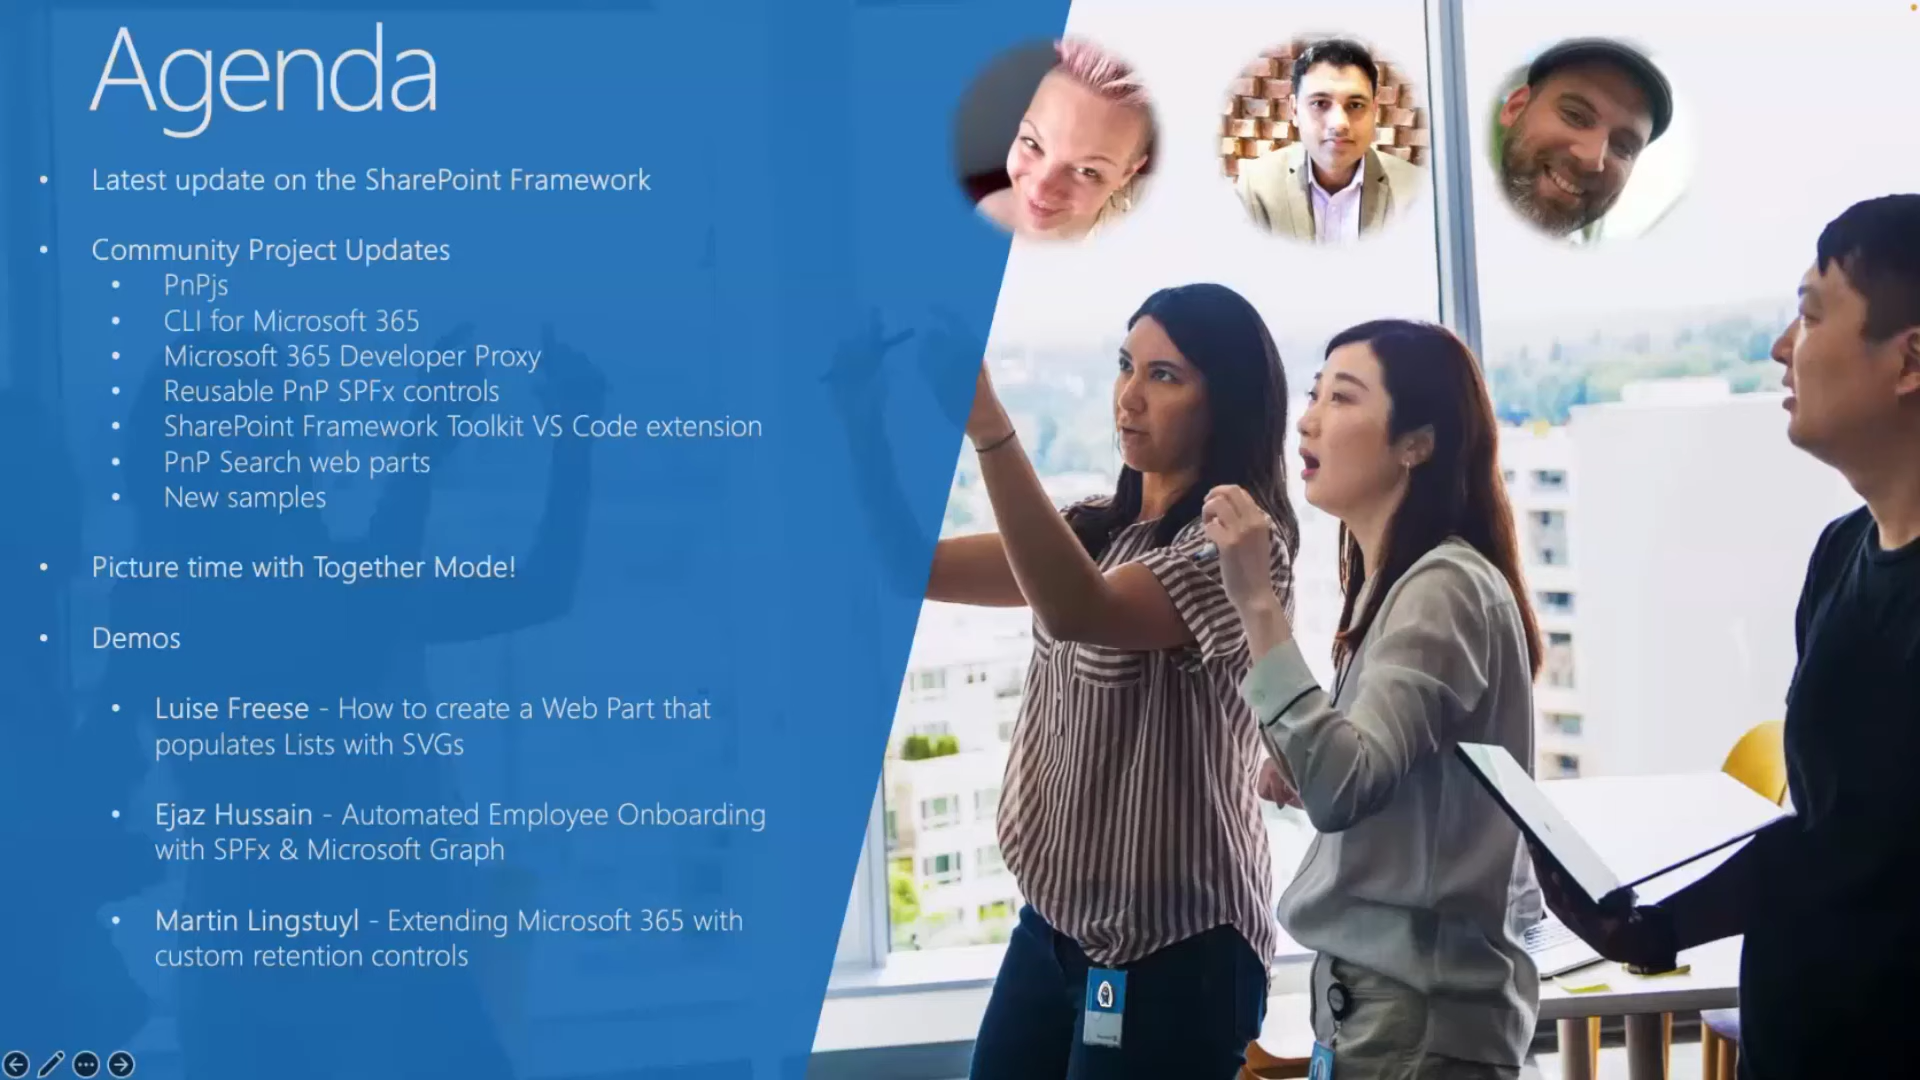 Agenda
• Latest update on the SharePoint Framework
• Community Project Updates
• PnPjs
• CLI for Microsoft 365
• Microsoft 365 Developer Proxy
• Reusable PnP SPFx controls
• SharePoint Framework Toolkit VS Code extension
• PnP Search web parts
• New samples
• Picture time with Together Mode!
• Demos
• Luise Freese - How to create a Web Part that
populates Lists with SVGs
• Ejaz Hussain - Automated Employee Onboarding
with SPFx & Microsoft Graph
• Martin Lingstuyl - Extending Microsoft 365 with
custom retention controls